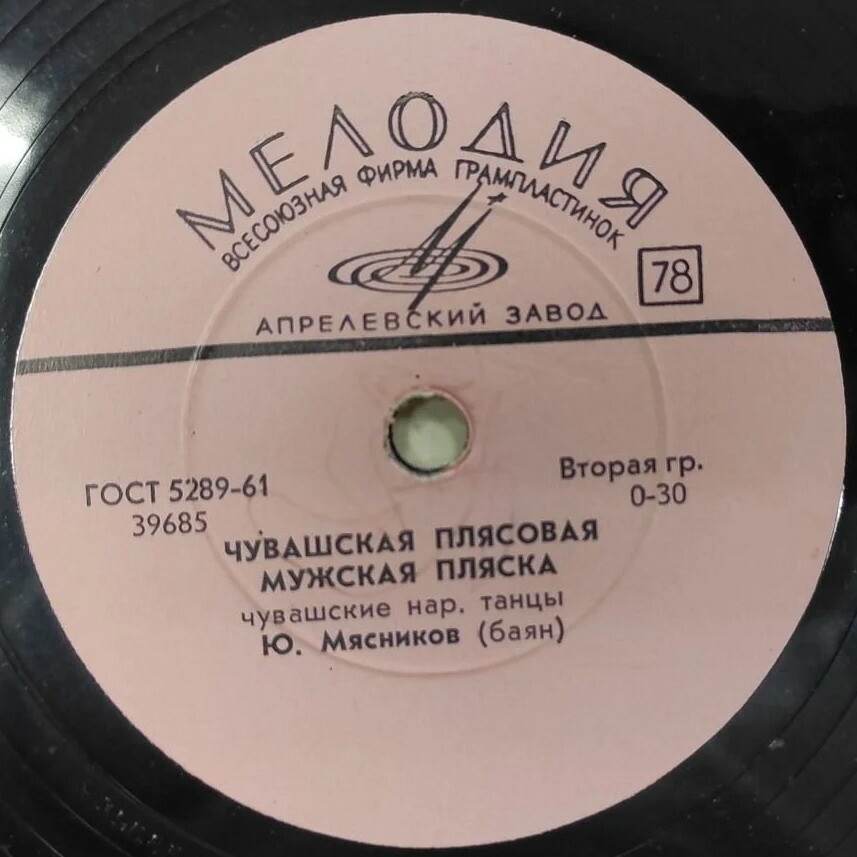 МЕЛОДИЯ
ВСЕСОЮЗНАЯ ФИРМА ГРАМПЛАСТИНОК
78
АПРЕЛЕВСКИЙ ЗАВОД
ГОСТ 5289-61
39685
Вторая гр.
0-30
ЧУВАШСКАЯ ПЛЯСОВАЯ
МУЖСКАЯ ПЛЯСКА
чувашские нар. танцы
Ю. Мясников (баян)